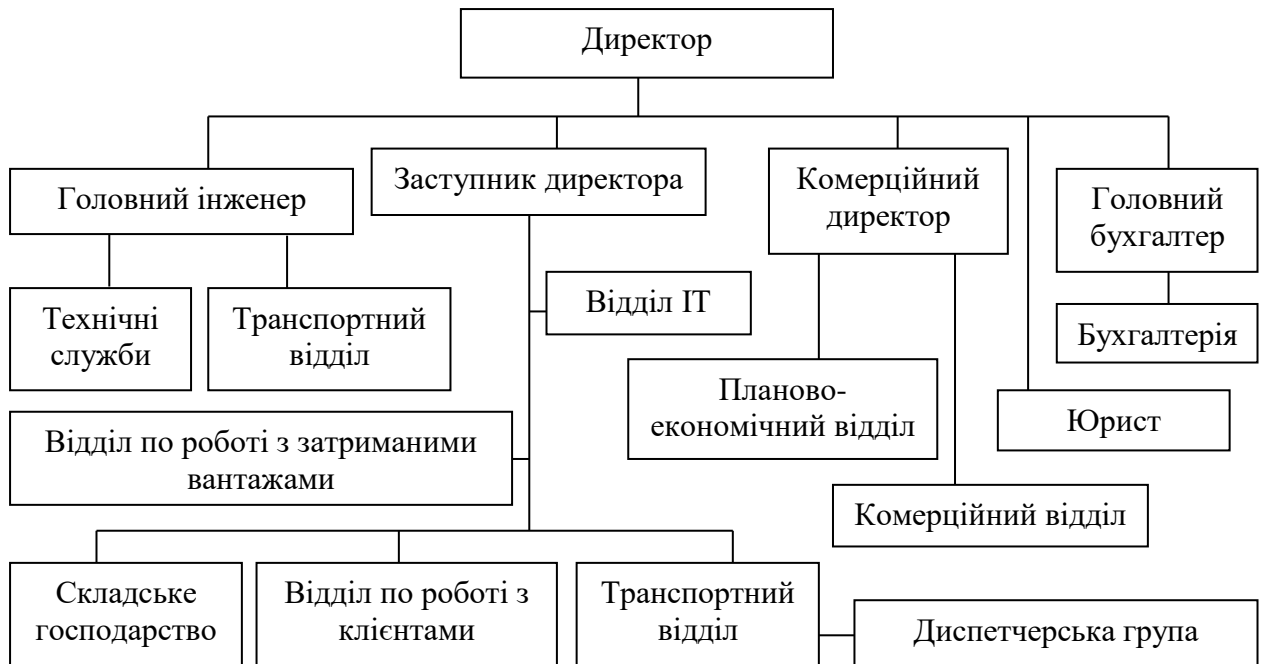 Директор
Головний інженер
Заступник директора
Комерційний
директор
Головний
бухгалтер
Технічні
служби
Транспортний
відділ
Відділ ІТ
Бухгалтерія
Планово-
економічний відділ
Юрист
Відділ по роботі з затриманими
вантажами
Комерційний відділ
Складське
господарство
Відділ по роботі з
клієнтами
Транспортний
відділ
Диспетчерська група